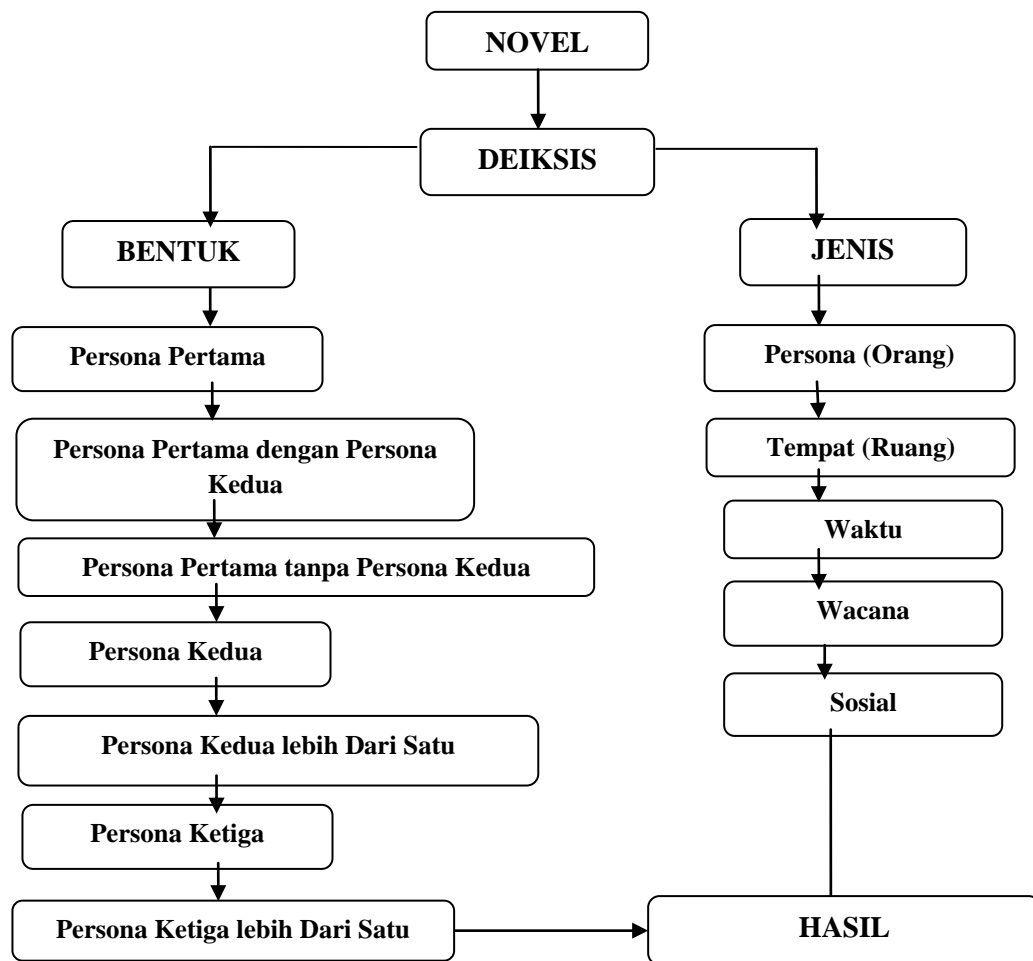 NOVEL
DEIKSIS
BENTUK
JENIS
Persona Pertama
Persona (Orang)
Persona Pertama dengan Persona
Kedua
Tempat (Ruang)
Waktu
Persona Pertama tanpa Persona Kedua
Wacana
Persona Kedua
Sosial
Persona Kedua lebih Dari Satu
Persona Ketiga
Persona Ketiga lebih Dari Satu
HASIL